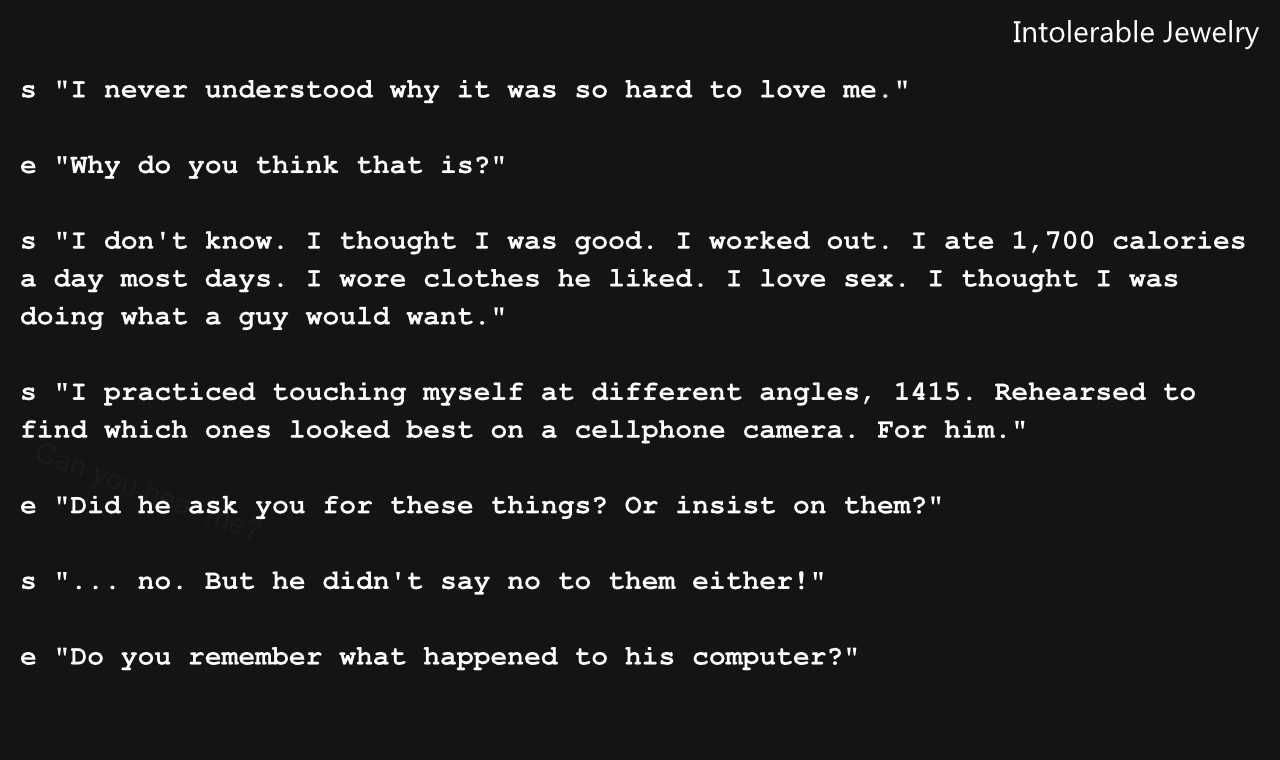 Intolerable Jewelry
s "I never understood why it was so hard to love me."
e "Why do you think that is?"
s "I don't know. I thought I was good. I worked out. I ate 1,700 calories
a day most days. I wore clothes he liked. I love sex. I thought I was
doing what a guy would want."
s "I practiced touching myself at different angles, 1415. Rehearsed to
find which ones looked best on a cellphone camera. For him."
Can you hear me?
e "Did he ask you for these things? Or insist on them?"
s "... no. But he didn't say no to them either!"
e "Do you remember what happened to his computer?"